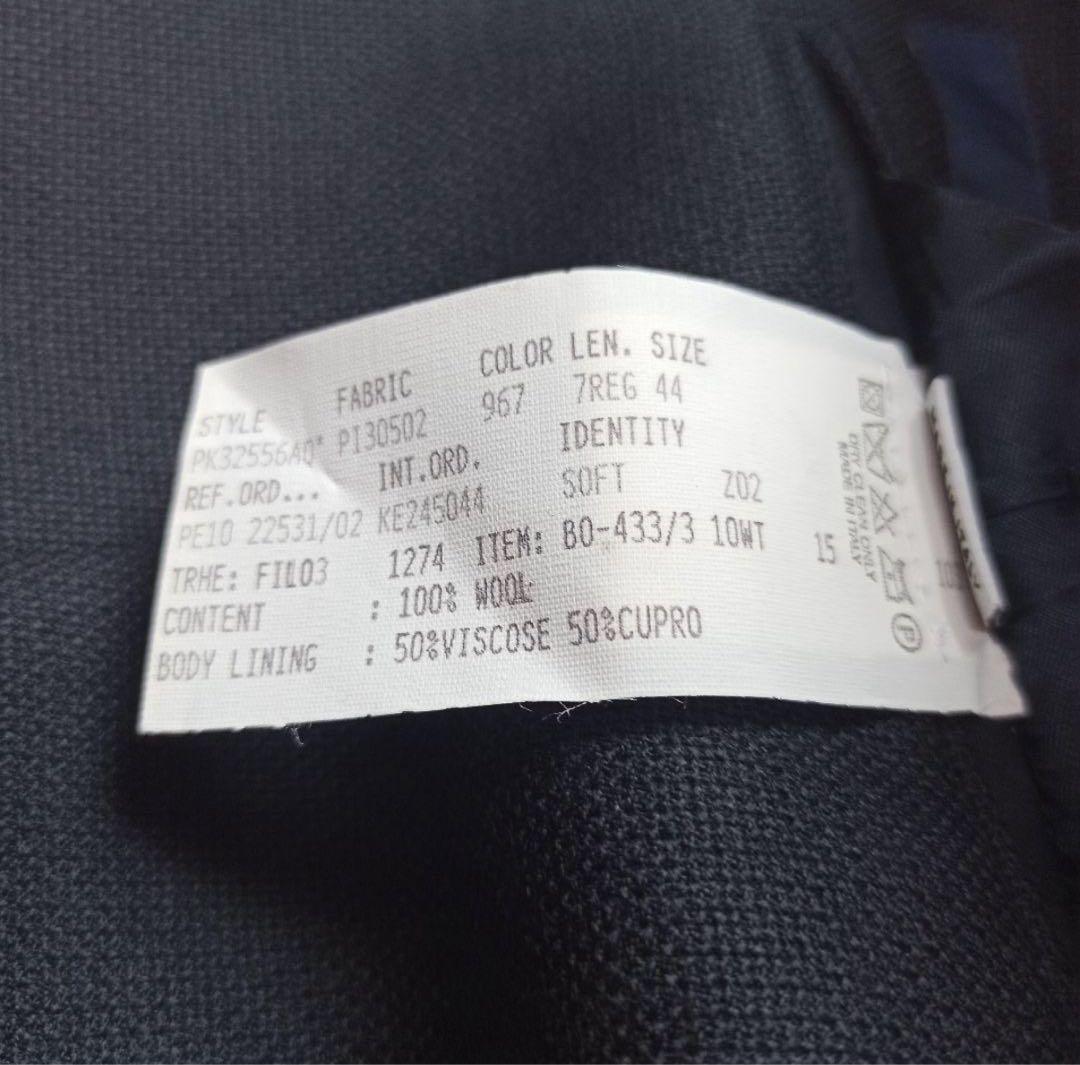 STYLE FABRIC COLOR LEN. SIZE
PK32556AQ* PI30502 967 7REG 44
REF.ORD... INT.ORD. IDENTITY
PE10 22531/02 KE245044 SOFT Z02
TRHE: FIL03 1274 ITEM: BO-433/3 10WT 15
CONTENT : 100% WOOL
BODY LINING : 50%VISCOSE 50%CUPRO
DRY CLEAN ONLY
MADE IN ITALY
P